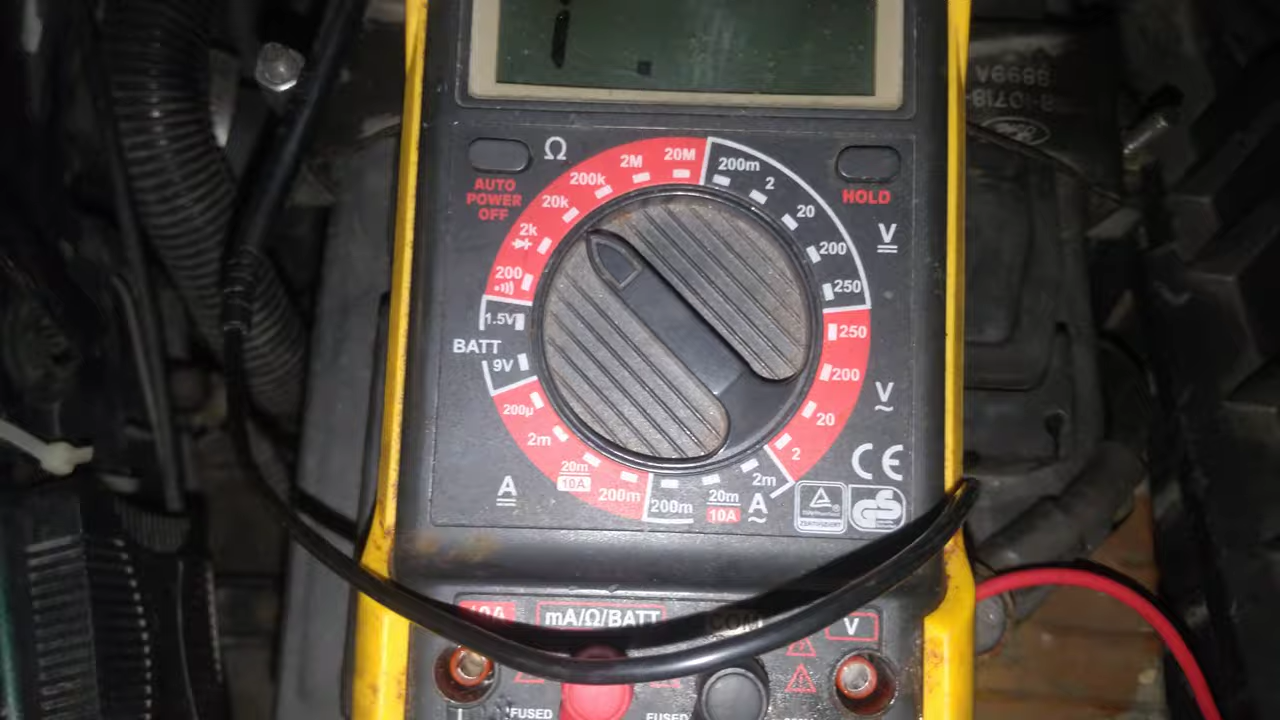 1.
Ω
AUTO
POWER
OFF
HOLD
200
2k
20k
200k
2M
20M
200m
2
20
200
250
V
250
200
20
2
V
~
1.5V
BATT
9V
200µ
2m
20m
10A
200m
A
200m
20m
10A
2m
A
~
CE
GS
10A
mA/Ω/BATT
COM
V
FUSED
FUSED